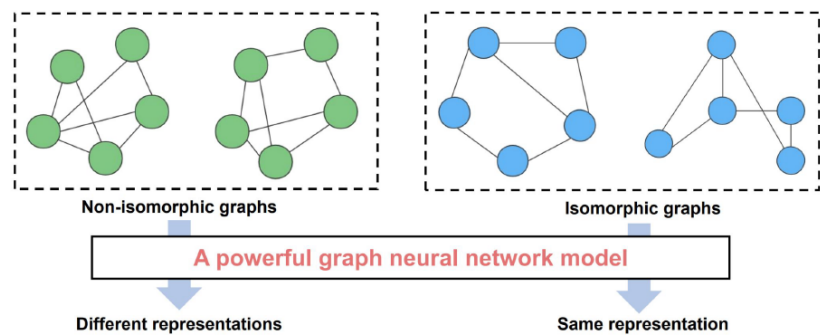 Non-isomorphic graphs
Isomorphic graphs
A powerful graph neural network model
Different representations
Same representation